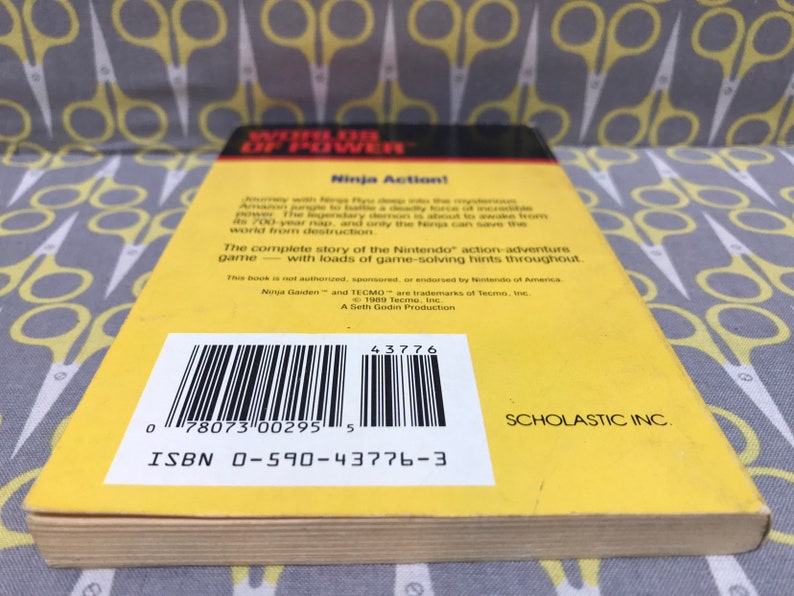 WORLDS
OF POWER™
Ninja Action!
Journey with Ninja Ryu deep into the mysterious
Amazon jungle to battle a deadly force of incredible
power. The legendary demon is about to awake from
its 700-year nap, and only the Ninja can save the
world from destruction.
The complete story of the Nintendo® action-adventure
game — with loads of game-solving hints throughout.
This book is not authorized, sponsored, or endorsed by Nintendo of America.
Ninja Gaiden™ and TECMO™ are trademarks of Tecmo, Inc.
© 1989 Tecmo, Inc.
A Seth Godin Production
43776
0 78073 00295 5
ISBN 0-590-43776-3
SCHOLASTIC INC.